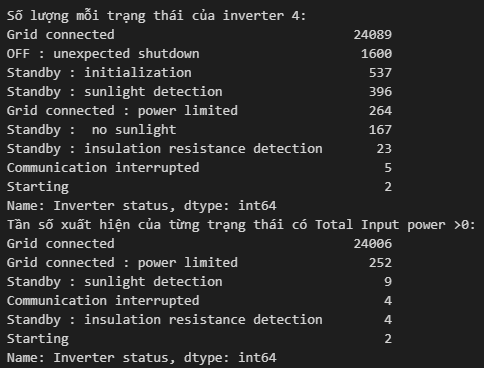 Số lượng mỗi trạng thái của inverter 4:
Grid connected                              24089
OFF : unexpected shutdown                    1600
Standby : initialization                      537
Standby : sunlight detection                  396
Grid connected : power limited                264
Standby :  no sunlight                        167
Standby : insulation resistance detection      23
Communication interrupted                       5
Starting                                        2
Name: Inverter status, dtype: int64
Tần số xuất hiện của từng trạng thái có Total Input power >0:
Grid connected                              24006
Grid connected : power limited                252
Standby : sunlight detection                    9
Communication interrupted                       4
Standby : insulation resistance detection       4
Starting                                        2
Name: Inverter status, dtype: int64